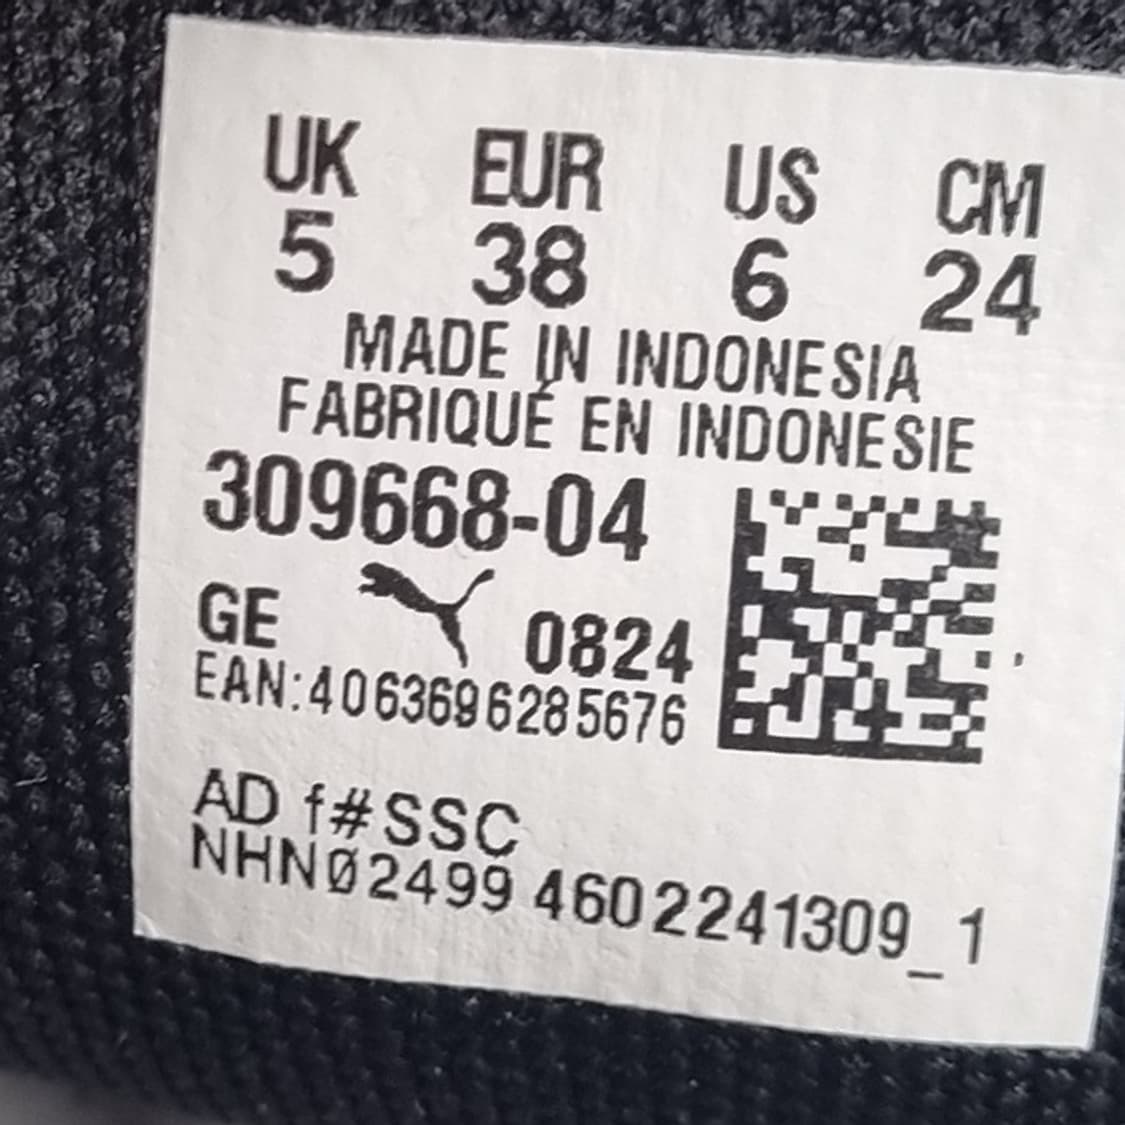 UK EUR US CM
5 38 6 24
MADE IN INDONESIA
FABRIQUÉ EN INDONESIE
309668-04
GE 0824
EAN:4063696285676
AD f#SSC
NHNØ2499 4602241309_1